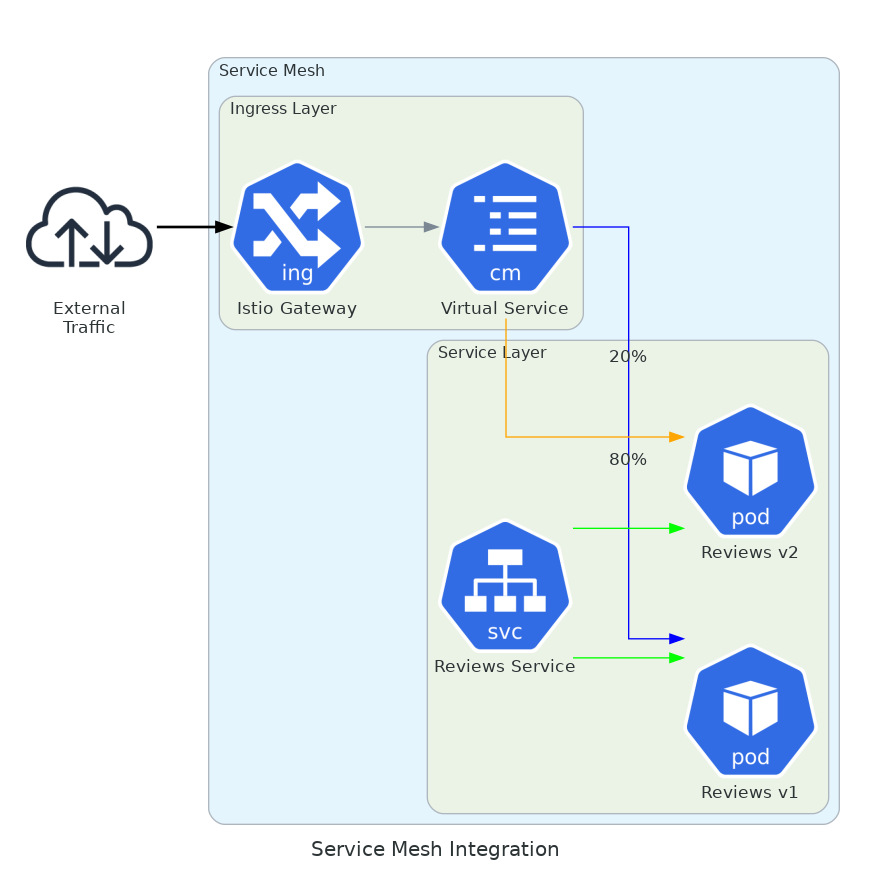 Service Mesh
Ingress Layer
ing
cm
Istio Gateway
Virtual Service
External
Traffic
Service Layer
20%
80%
pod
Reviews v2
svc
Reviews Service
pod
Reviews v1
Service Mesh Integration